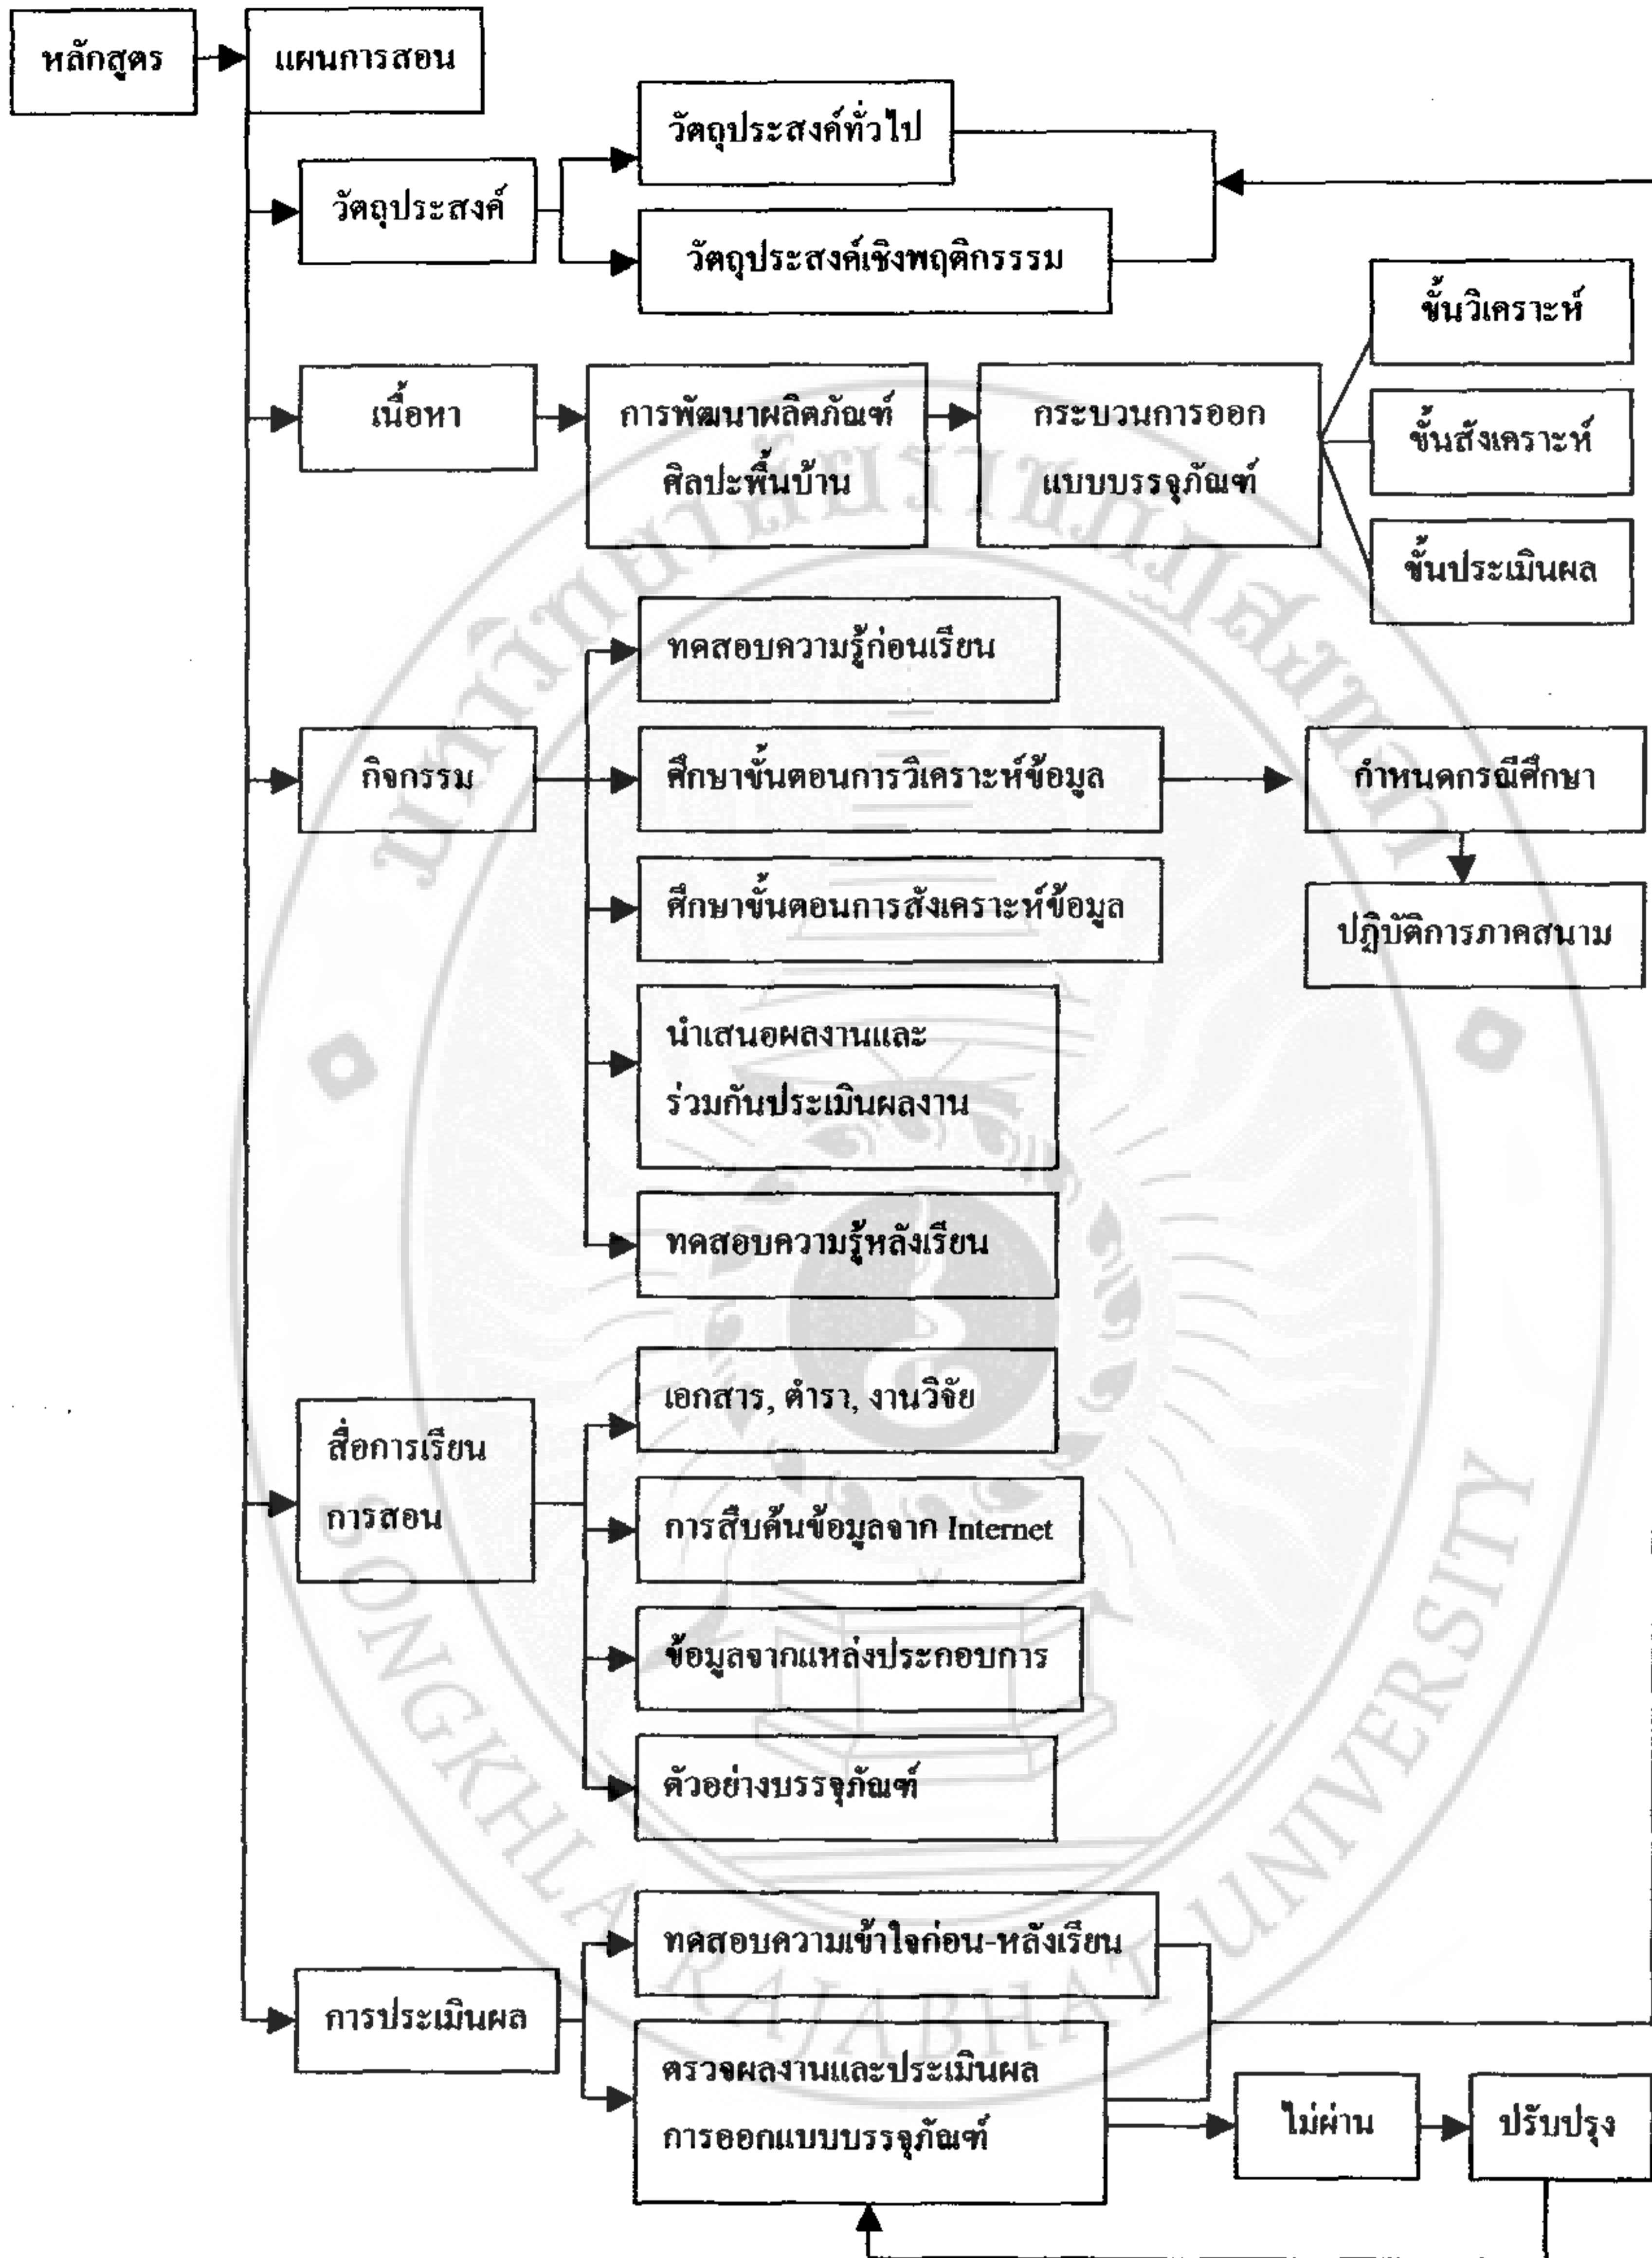 หลักสูตร
แผนการสอน
วัตถุประสงค์ทั่วไป
วัตถุประสงค์
วัตถุประสงค์เชิงพฤติกรรรม
ขั้นวิเคราะห์
เนื้อหา
การพัฒนาผลิตภัณฑ์
ศิลปะพื้นบ้าน
กระบวนการออก
แบบบรรจุภัณฑ์
ขั้นสังเคราะห์
ขั้นประเมินผล
ทดสอบความรู้ก่อนเรียน
กิจกรรม
ศึกษาขั้นตอนการวิเคราะห์ข้อมูล
กำหนดกรณีศึกษา
ศึกษาขั้นตอนการสังเคราะห์ข้อมูล
ปฏิบัติการภาคสนาม
นำเสนอผลงานและ
ร่วมกันประเมินผลงาน
ทดสอบความรู้หลังเรียน
เอกสาร, ตำรา, งานวิจัย
สื่อการเรียน
การสอน
การสืบค้นข้อมูลจาก Internet
ข้อมูลจากแหล่งประกอบการ
ตัวอย่างบรรจุภัณฑ์
ทดสอบความเข้าใจก่อน-หลังเรียน
การประเมินผล
ตรวจผลงานและประเมินผล
การออกแบบบรรจุภัณฑ์
ไม่ผ่าน
ปรับปรุง
มหาวิทยาลัยราชภัฏสงขลา
SONGKHLA RAJABHAT UNIVERSITY